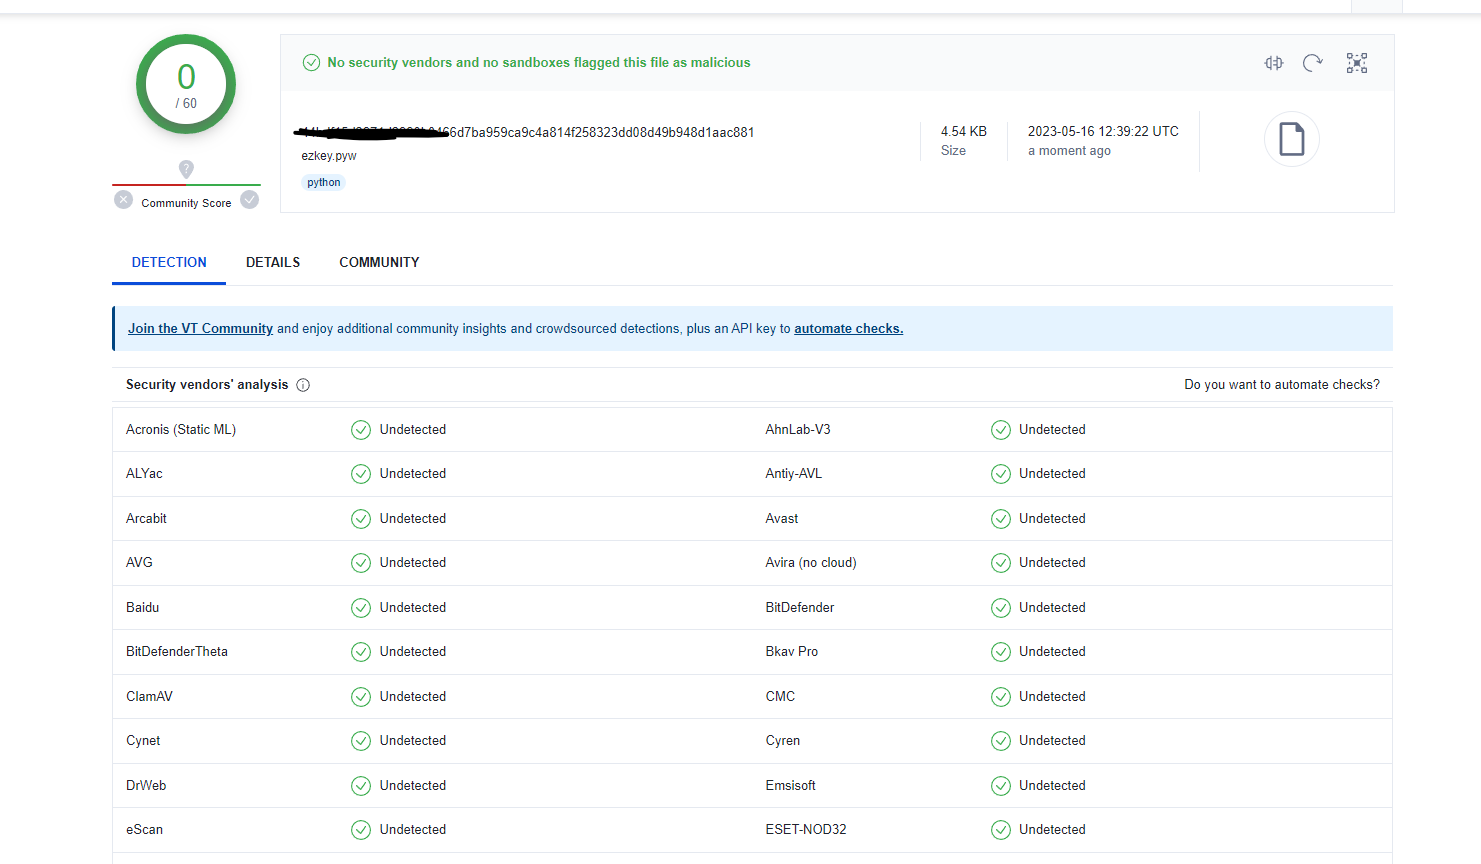 0
/ 60
Community Score
No security vendors and no sandboxes flagged this file as malicious
66d7ba959ca9c4a814f258323dd08d49b948d1aac881
ezkey.pyw
python
4.54 KB
Size
2023-05-16 12:39:22 UTC
a moment ago
DETECTION DETAILS COMMUNITY
Join the VT Community and enjoy additional community insights and crowdsourced detections, plus an API key to automate checks.
Security vendors' analysis Do you want to automate checks?
Acronis (Static ML) Undetected AhnLab-V3 Undetected
ALYac Undetected Antiy-AVL Undetected
Arcabit Undetected Avast Undetected
AVG Undetected Avira (no cloud) Undetected
Baidu Undetected BitDefender Undetected
BitDefenderTheta Undetected Bkav Pro Undetected
ClamAV Undetected CMC Undetected
Cynet Undetected Cyren Undetected
DrWeb Undetected Emsisoft Undetected
eScan Undetected ESET-NOD32 Undetected